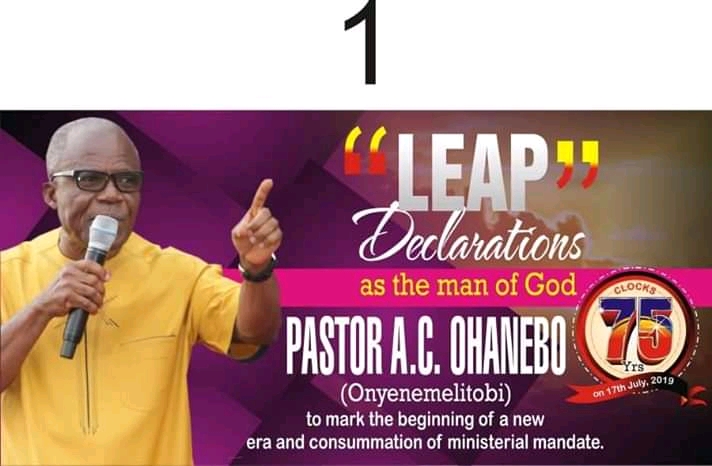 1
“LEAP”
Declarations
as the man of God
PASTOR A.C. OHANEBO
(Onyenemelitobi)
to mark the beginning of a new
era and consummation of ministerial mandate.
CLOCKS
75
Yrs
on 17th July, 2019